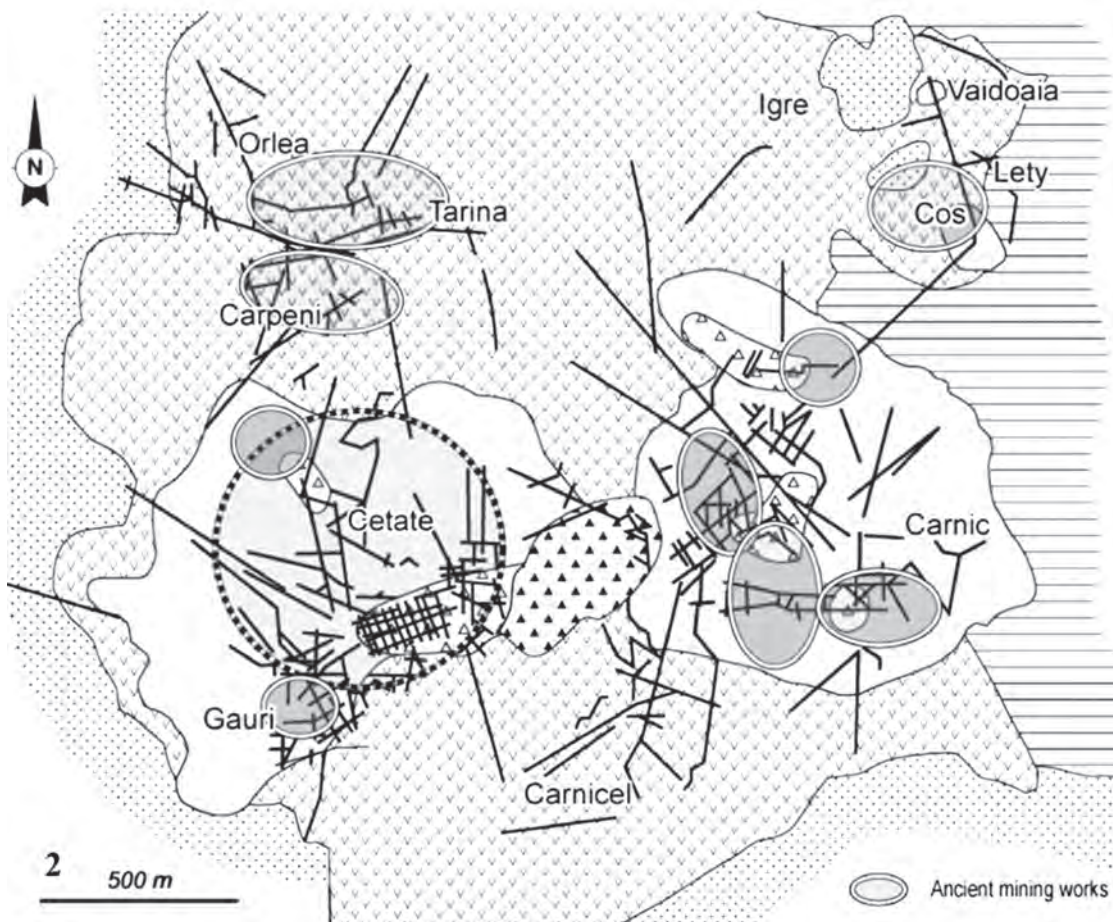 Igre
Vaidoaia
Orlea
N
Lety
Tarina
Cos
Carpeni
Cetate
Carnic
Gauri
Carnicel
2
500 m
Ancient mining works